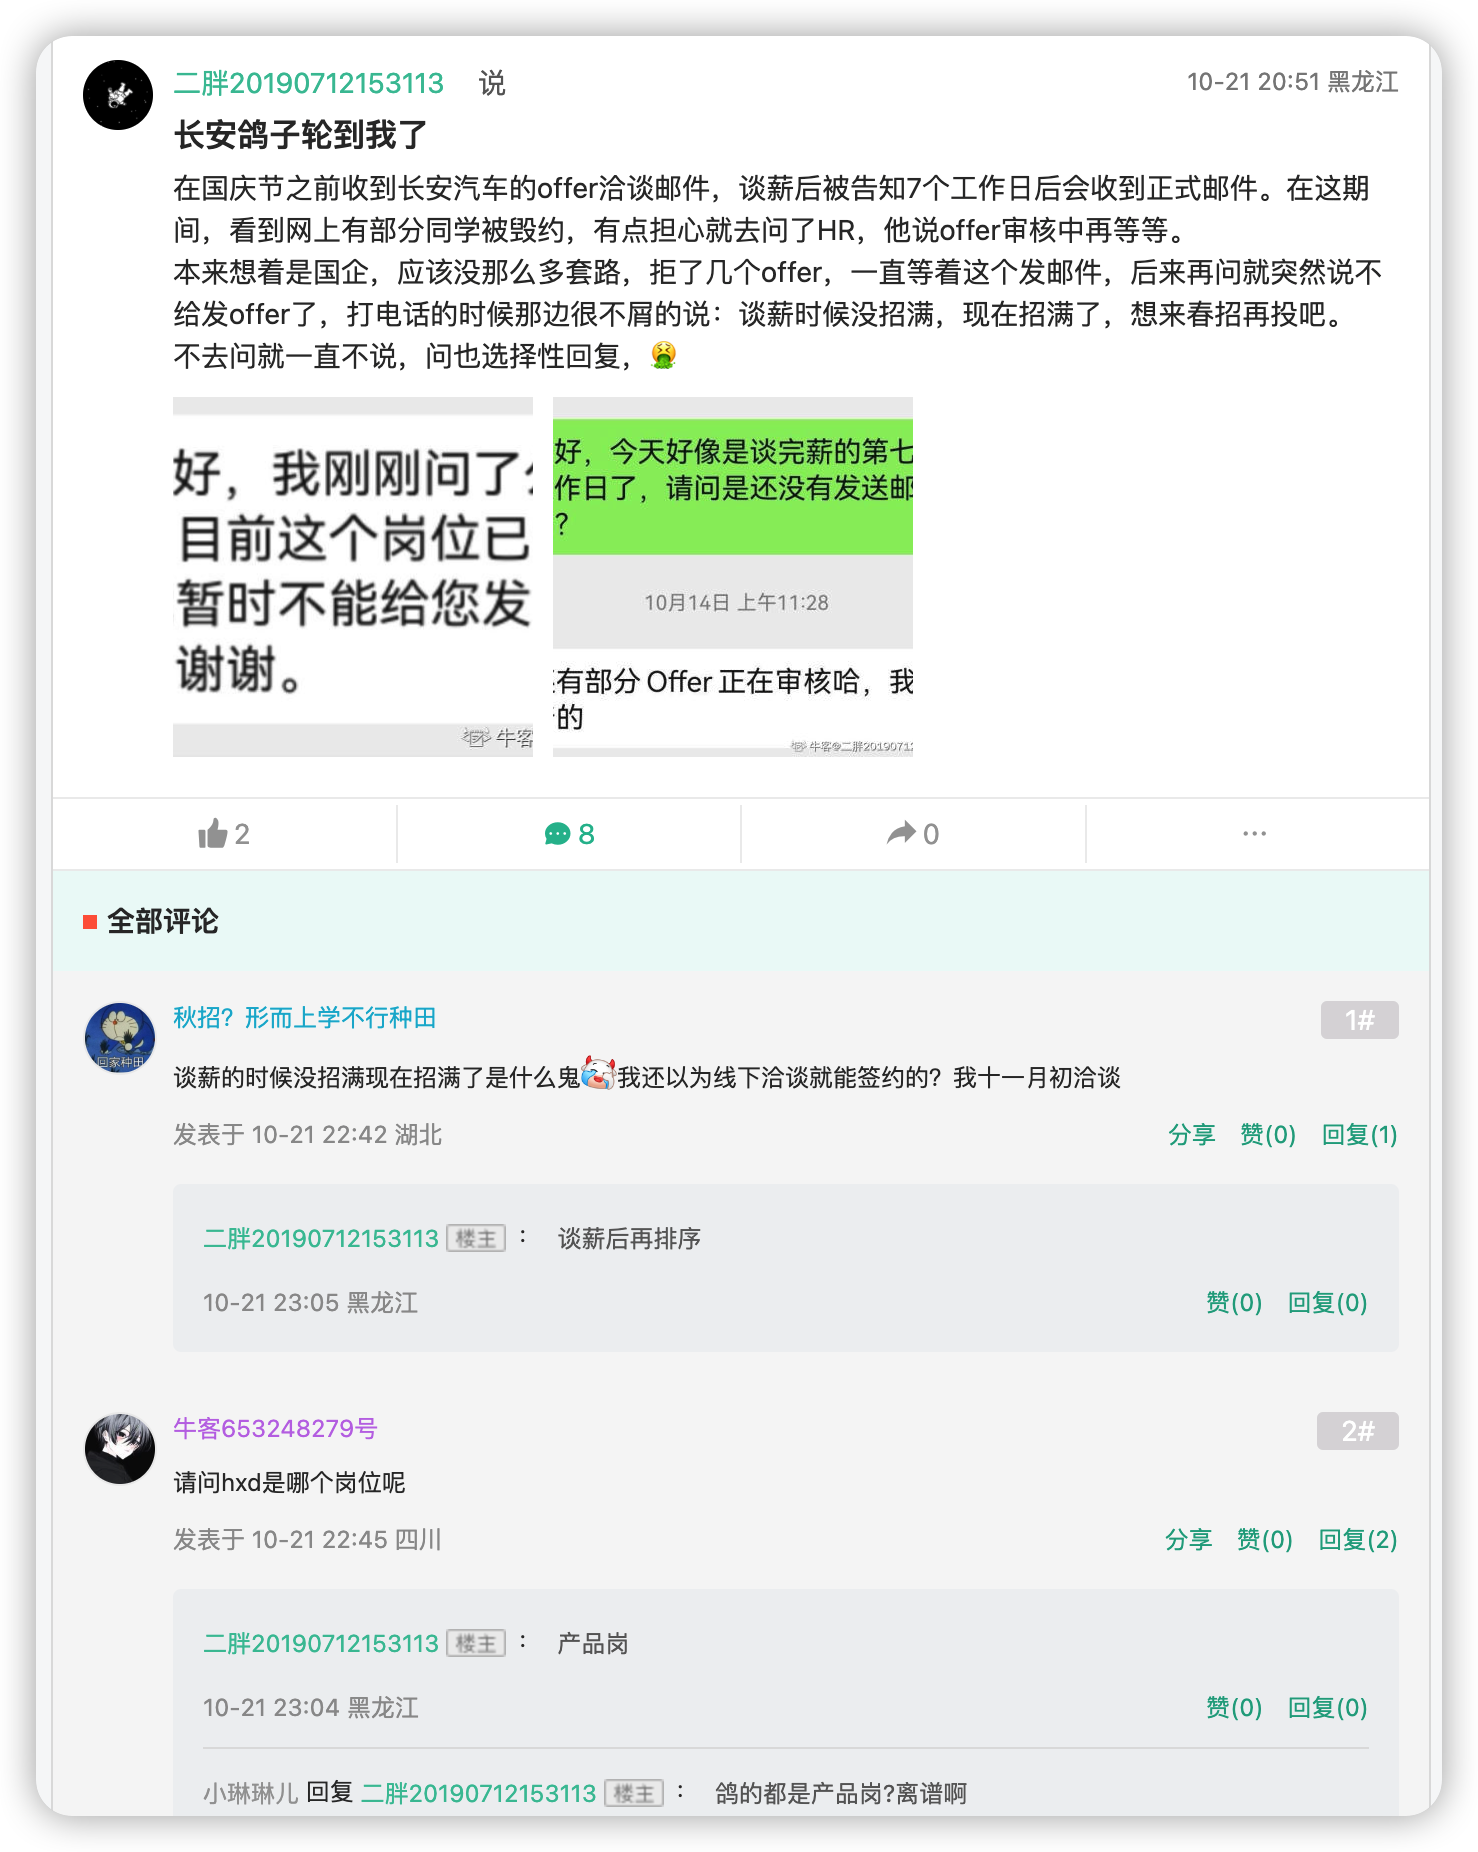 二胖20190712153113 说
10-21 20:51 黑龙江
长安鸽子轮到我了
在国庆节之前收到长安汽车的offer洽谈邮件，谈薪后被告知7个工作日后会收到正式邮件。在这期
间，看到网上有部分同学被毁约，有点担心就去问了HR，他说offer审核中再等等。
本来想着是国企，应该没那么多套路，拒了几个offer，一直等着这个发邮件，后来再问就突然说不
给发offer了，打电话的时候那边很不屑的说：谈薪时候没招满，现在招满了，想来春招再投吧。
不去问就一直不说，问也选择性回复，🤮
好，我刚刚问了
目前这个岗位已
暂时不能给您发
谢谢。
牛客
好，今天好像是谈完薪的第七
作日了，请问是还没有发送邮
？
10月14日 上午11:28
有部分 Offer 正在审核哈，我
的
牛客@二胖2019071
2
8
0
全部评论
秋招？形而上学不行种田
1#
回家种田
谈薪的时候没招满现在招满了是什么鬼我还以为线下洽谈就能签约的？我十一月初洽谈
发表于 10-21 22:42 湖北
分享 赞(0) 回复(1)
二胖20190712153113 楼主 ： 谈薪后再排序
10-21 23:05 黑龙江
赞(0) 回复(0)
牛客653248279号
2#
请问hxd是哪个岗位呢
发表于 10-21 22:45 四川
分享 赞(0) 回复(2)
二胖20190712153113 楼主 ： 产品岗
10-21 23:04 黑龙江
赞(0) 回复(0)
小琳琳儿 回复 二胖20190712153113 楼主 ： 鸽的都是产品岗?离谱啊